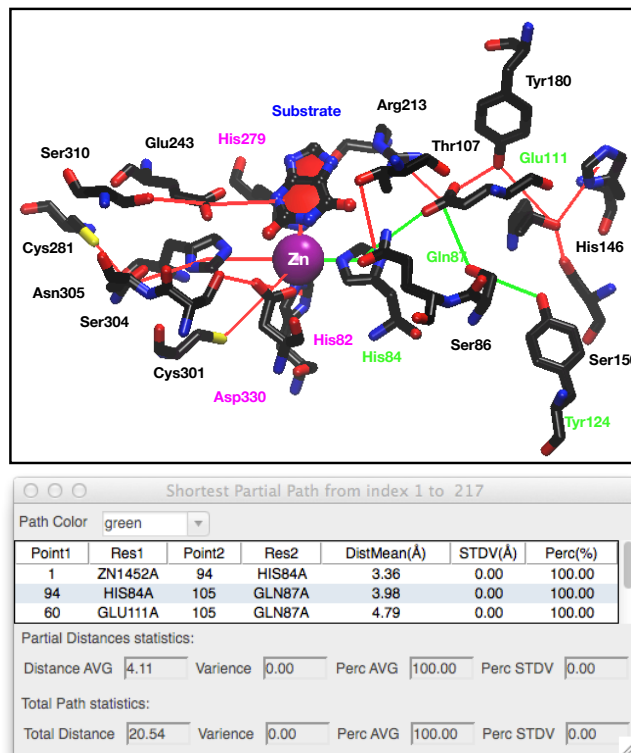 Tyr180
Substrate
Arg213
Glu243
His279
Thr107
Ser310
Glu111
Cys281
Zn
Gln87
His146
Asn305
Ser304
His82
Ser86
Cys301
His84
Ser150
Asp330
Tyr124
Shortest Partial Path from index 1 to 217
Path Color green
Point1 Res1 Point2 Res2 DistMean(Å) STDV(Å) Perc(%)
1 ZN1452A 94 HIS84A 3.36 0.00 100.00
94 HIS84A 105 GLN87A 3.98 0.00 100.00
60 GLU111A 105 GLN87A 4.79 0.00 100.00
Partial Distances statistics:
Distance AVG 4.11 Varience 0.00 Perc AVG 100.00 Perc STDV 0.00
Total Path statistics:
Total Distance 20.54 Varience 0.00 Perc AVG 100.00 Perc STDV 0.00